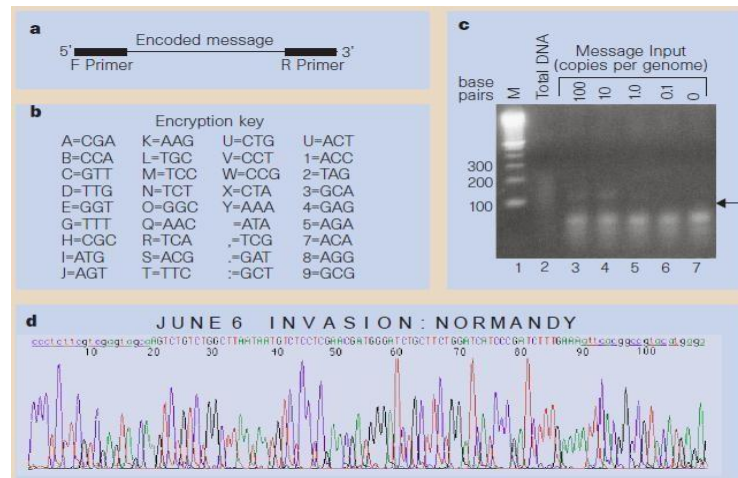 a
Encoded message
5' 3'
F Primer R Primer
b
Encryption key
A=CGA K=AAG U=CTG U=ACT
B=CCA L=TGC V=CCT 1=ACC
C=GTT M=TCC W=CCG 2=TAG
D=TTG N=TCT X=CTA 3=GCA
E=GGT O=GGC Y=AAA 4=GAG
G=TTT Q=AAC =ATA 5=AGA
H=CGC R=TCA ,=TCG 7=ACA
I=ATG S=ACG .=GAT 8=AGG
J=AGT T=TTC :=GCT 9=GCG
c
Message Input
(copies per genome)
base
pairs
M Total DNA 100 10 1.0 0.1 0
300
200
100
1 2 3 4 5 6 7
d
JUNE 6 INVASION: NORMANDY
10 20 30 40 50 60 70 80 90 100